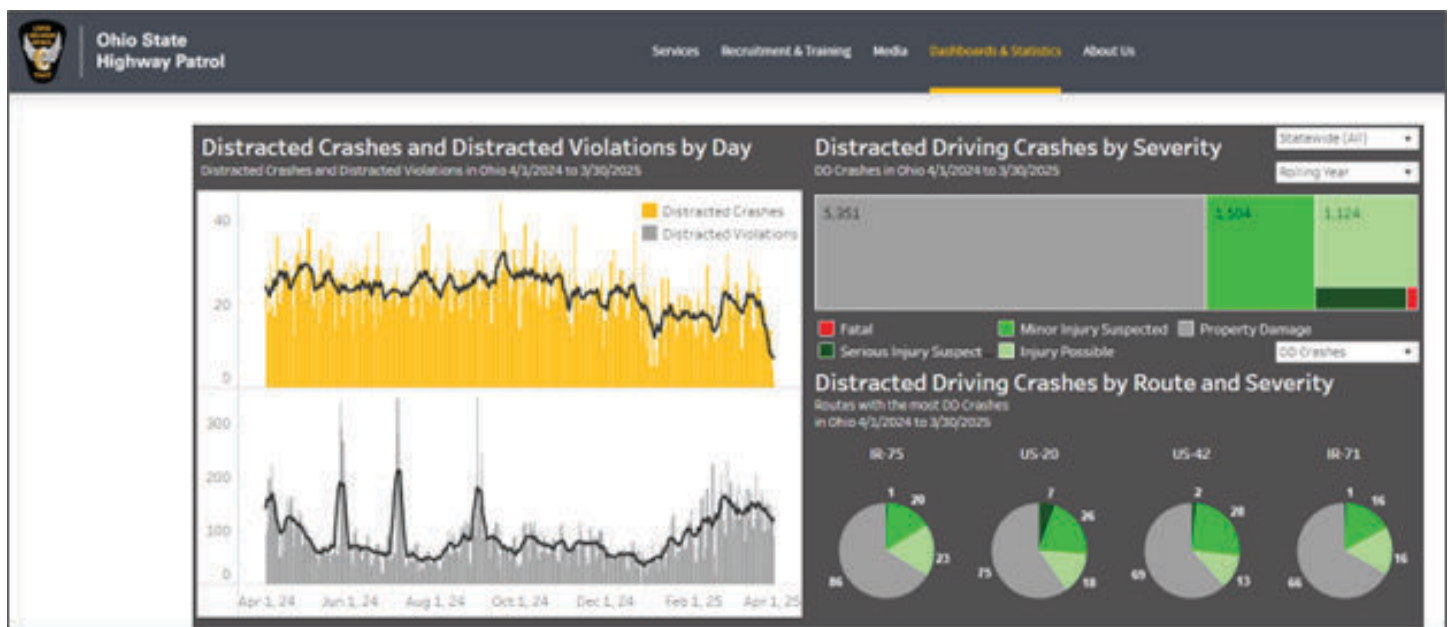 Ohio State
Highway Patrol
Services Recruitment & Training Media Dashboards & Statistics About Us
Distracted Crashes and Distracted Violations by Day
Distracted Crashes and Distracted Violations in Ohio 4/1/2024 to 3/30/2025
Distracted Crashes
Distracted Violations
40
20
0
300
200
100
0
Apr 1, 24 Jun 1, 24 Aug 1, 24 Oct 1, 24 Dec 1, 24 Feb 1, 25 Apr 1, 25
Distracted Driving Crashes by Severity
DD Crashes in Ohio 4/1/2024 to 3/30/2025
Statewide (All)
Rolling Year
5,351 1,504 1,124
Fatal Minor Injury Suspected Property Damage
Serious Injury Suspect Injury Possible
DD Crashes
Distracted Driving Crashes by Route and Severity
Routes with the most DD Crashes
in Ohio 4/1/2024 to 3/30/2025
IR-75 US-20 US-42 IR-71
1 20 23 86
7 26 18 75
2 28 13 69
1 16 16 66